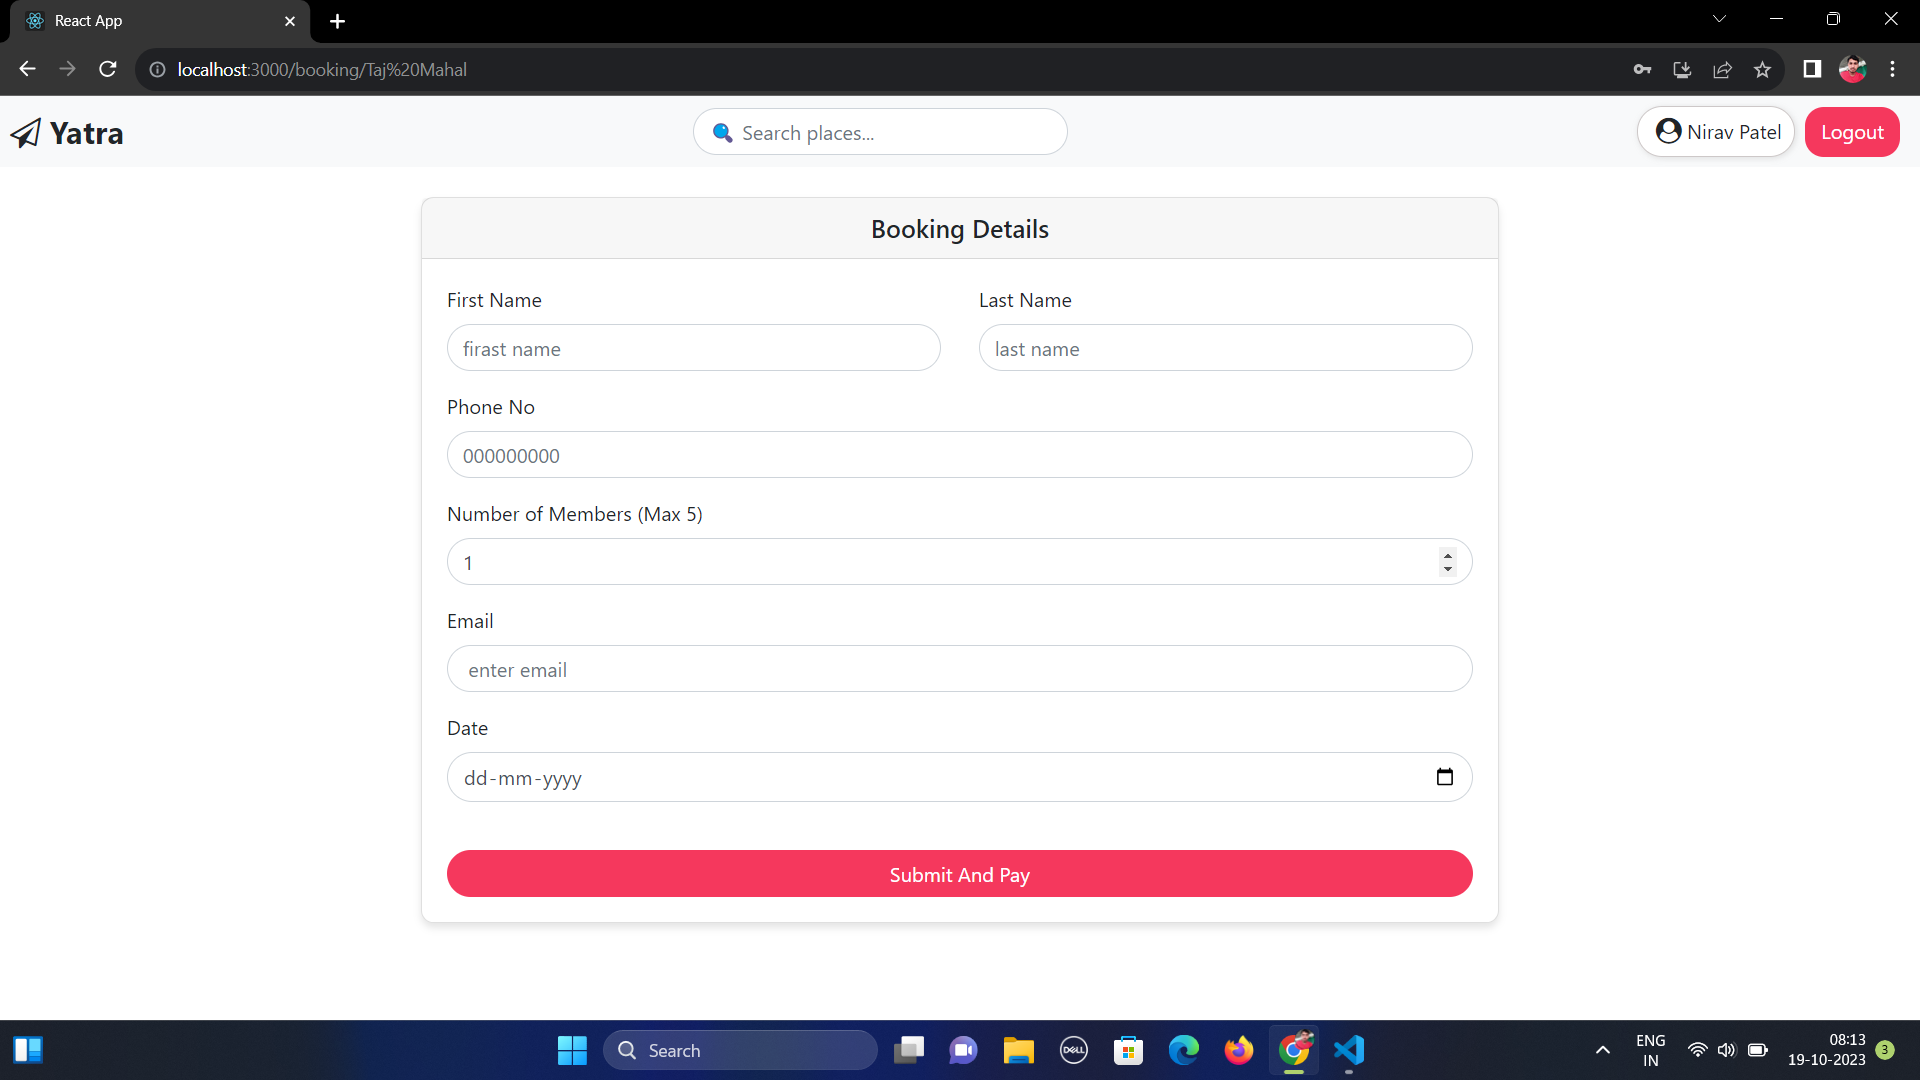 React App
localhost:3000/booking/Taj%20Mahal
Yatra
Search places...
Nirav Patel
Logout
Booking Details
First Name
Last Name
firast name
last name
Phone No
000000000
Number of Members (Max 5)
1
Email
enter email
Date
dd-mm-yyyy
Submit And Pay
Search
DELL
ENG
IN
08:13
19-10-2023
3